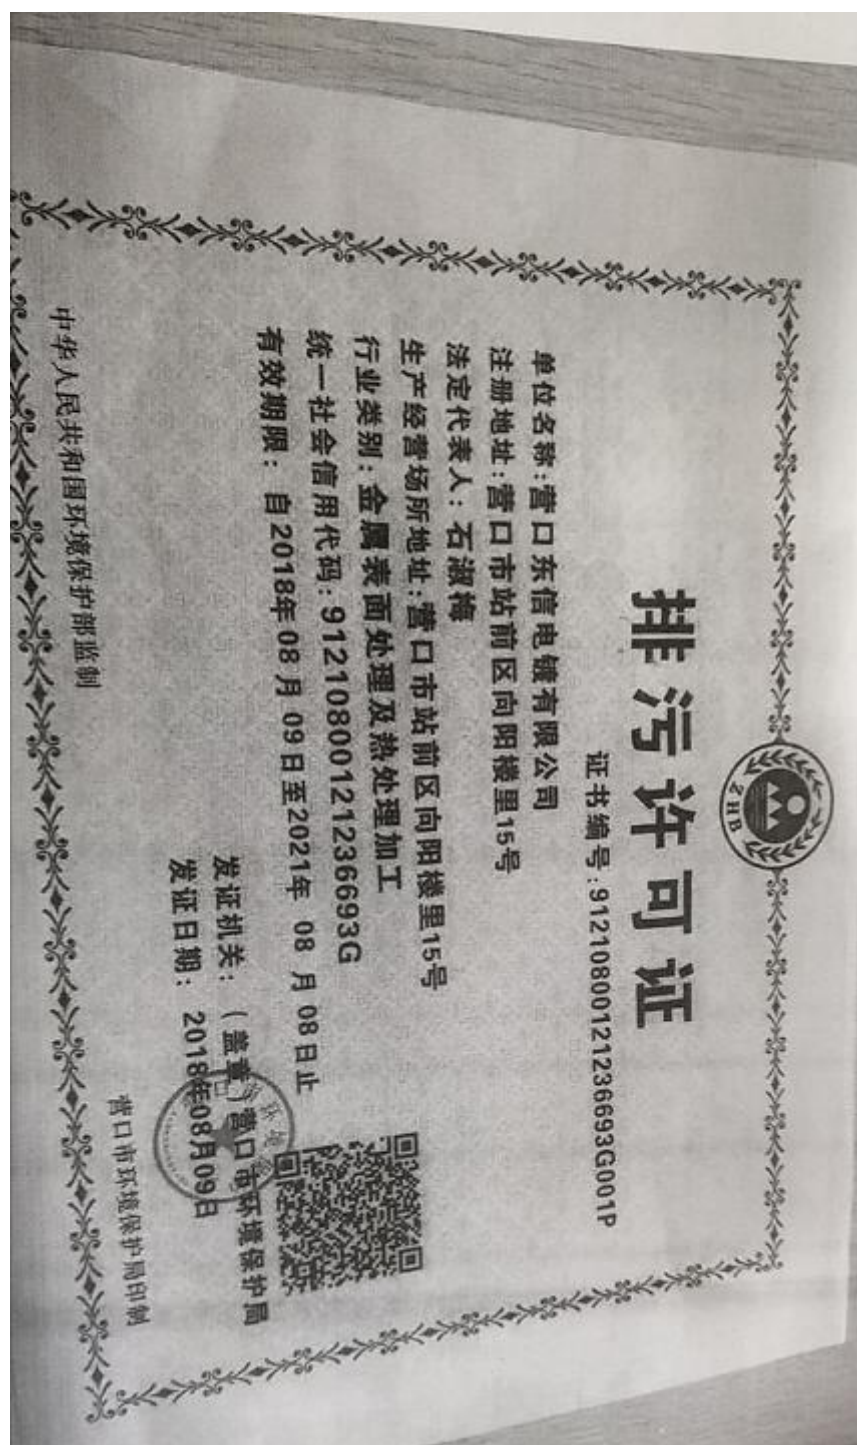 ZHB
排污许可证
证书编号:91210800121236693G001P
单位名称:营口东信电镀有限公司
注册地址:营口市站前区向阳楼里15号
法定代表人:石淑梅
生产经营场所地址:营口市站前区向阳楼里15号
行业类别:金属表面处理及热处理加工
统一社会信用代码:91210800121236693G
有效期限:自2018年08月09日至2021年08月08日止
发证机关:(盖章)营口市环境保护局
发证日期:2018年08月09日
中华人民共和国环境保护部监制
营口市环境保护局印制